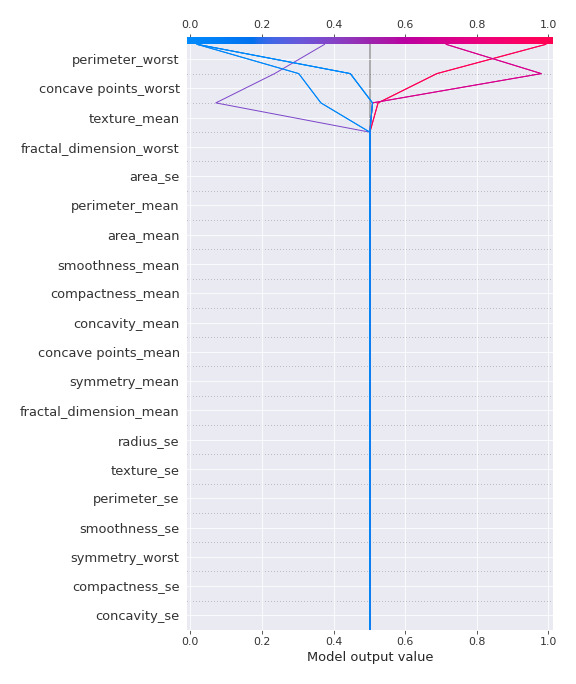 0.0 0.2 0.4 0.6 0.8 1.0
perimeter_worst
concave points_worst
texture_mean
fractal_dimension_worst
area_se
perimeter_mean
area_mean
smoothness_mean
compactness_mean
concavity_mean
concave points_mean
symmetry_mean
fractal_dimension_mean
radius_se
texture_se
perimeter_se
smoothness_se
symmetry_worst
compactness_se
concavity_se
0.0 0.2 0.4 0.6 0.8 1.0
Model output value